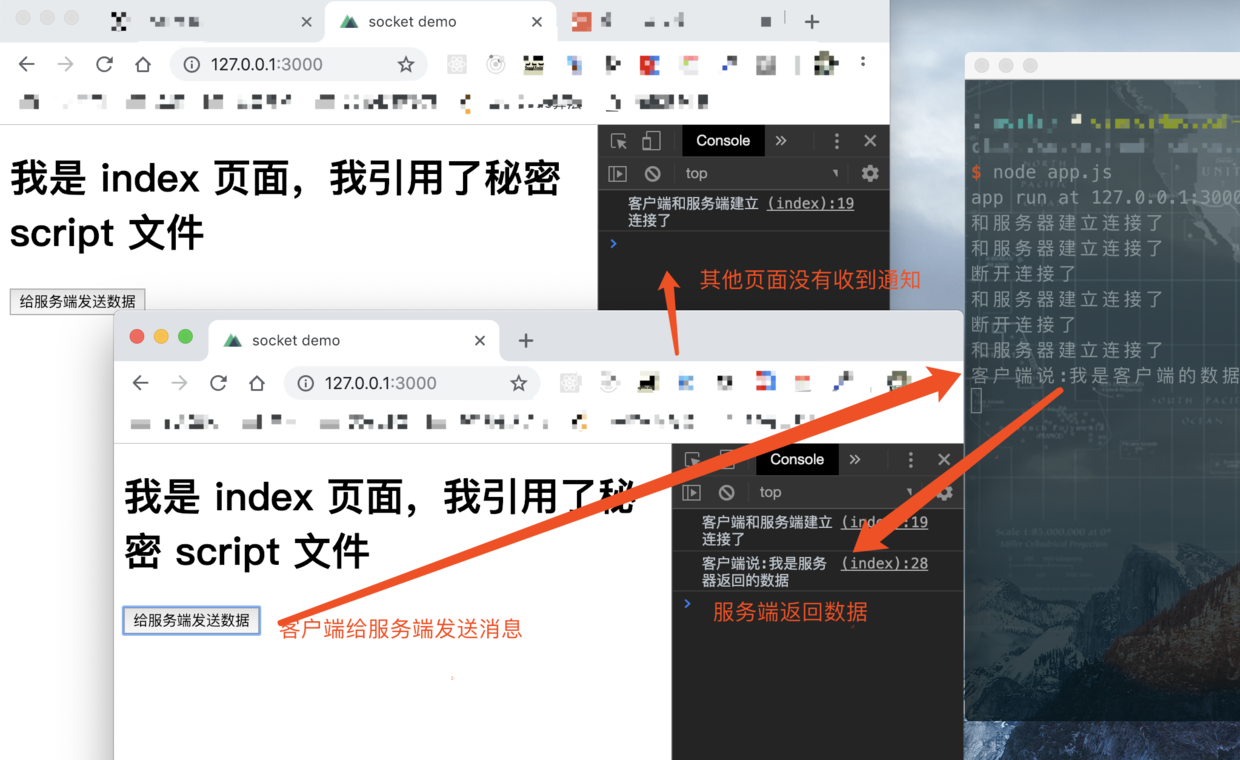 socket demo
127.0.0.1:3000
我是 index 页面，我引用了秘密
script 文件
给服务端发送数据
Console
top
客户端和服务端建立 (index):19
连接了
其他页面没有收到通知
$ node app.js
app run at 127.0.0.1:3000
和服务器建立连接了
和服务器建立连接了
断开连接了
和服务器建立连接了
断开连接了
和服务器建立连接了
客户端说:我是客户端的数据
socket demo
127.0.0.1:3000
我是 index 页面，我引用了秘
密 script 文件
给服务端发送数据
客户端给服务端发送消息
Console
top
客户端和服务端建立 (index):19
连接了
客户端说:我是服务 (index):28
器返回的数据
服务端返回数据